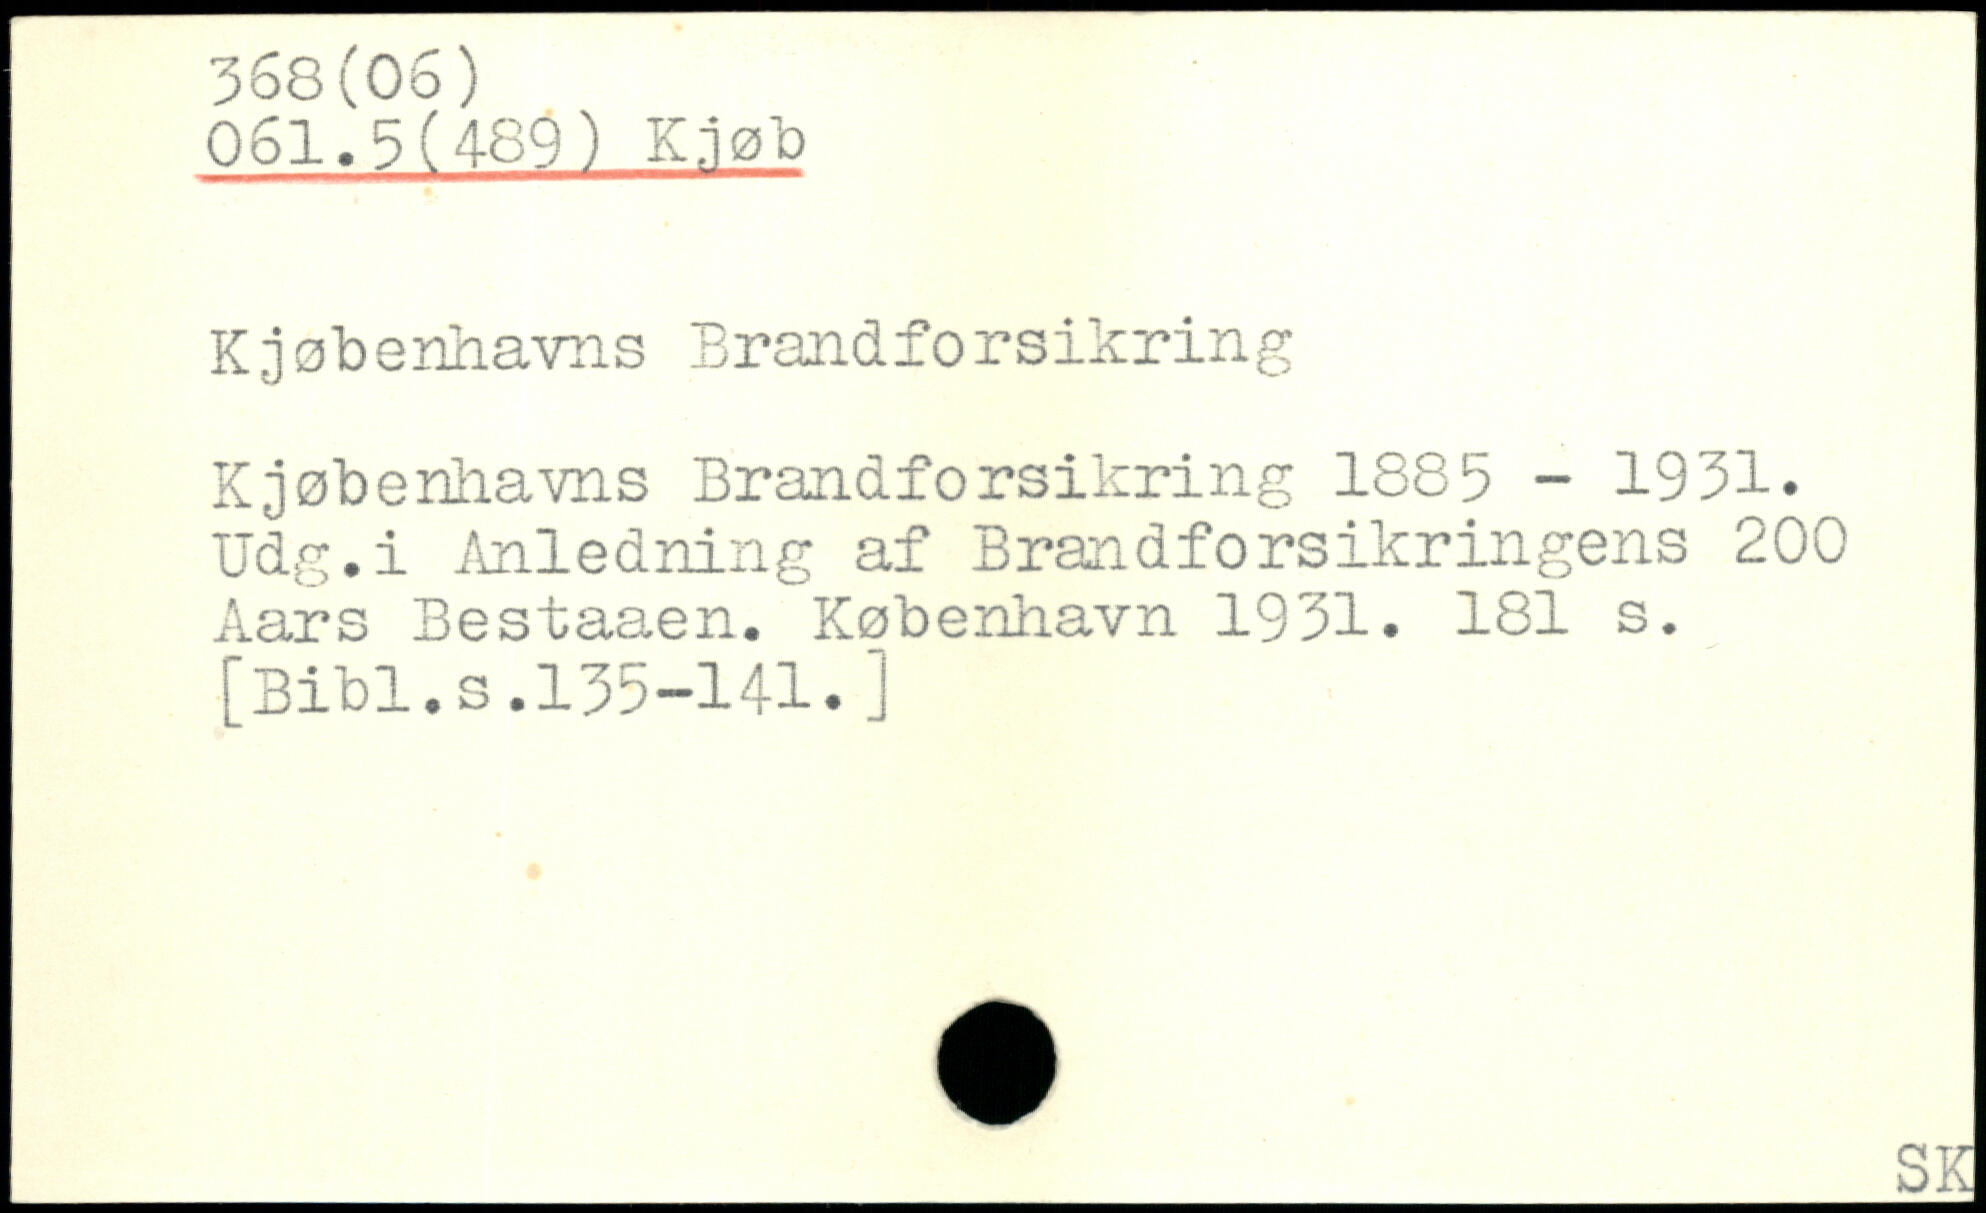 368(06)
061.5(489) Kjøb
Kjøbenhavns Brandforsikring
Kjøbenhavns Brandforsikring 1885 - 1931.
Udg.i Anledning af Brandforsikringens 200
Aars Bestaaen. København 1931. 181 s.
[Bibl.s.135-141.]
SK